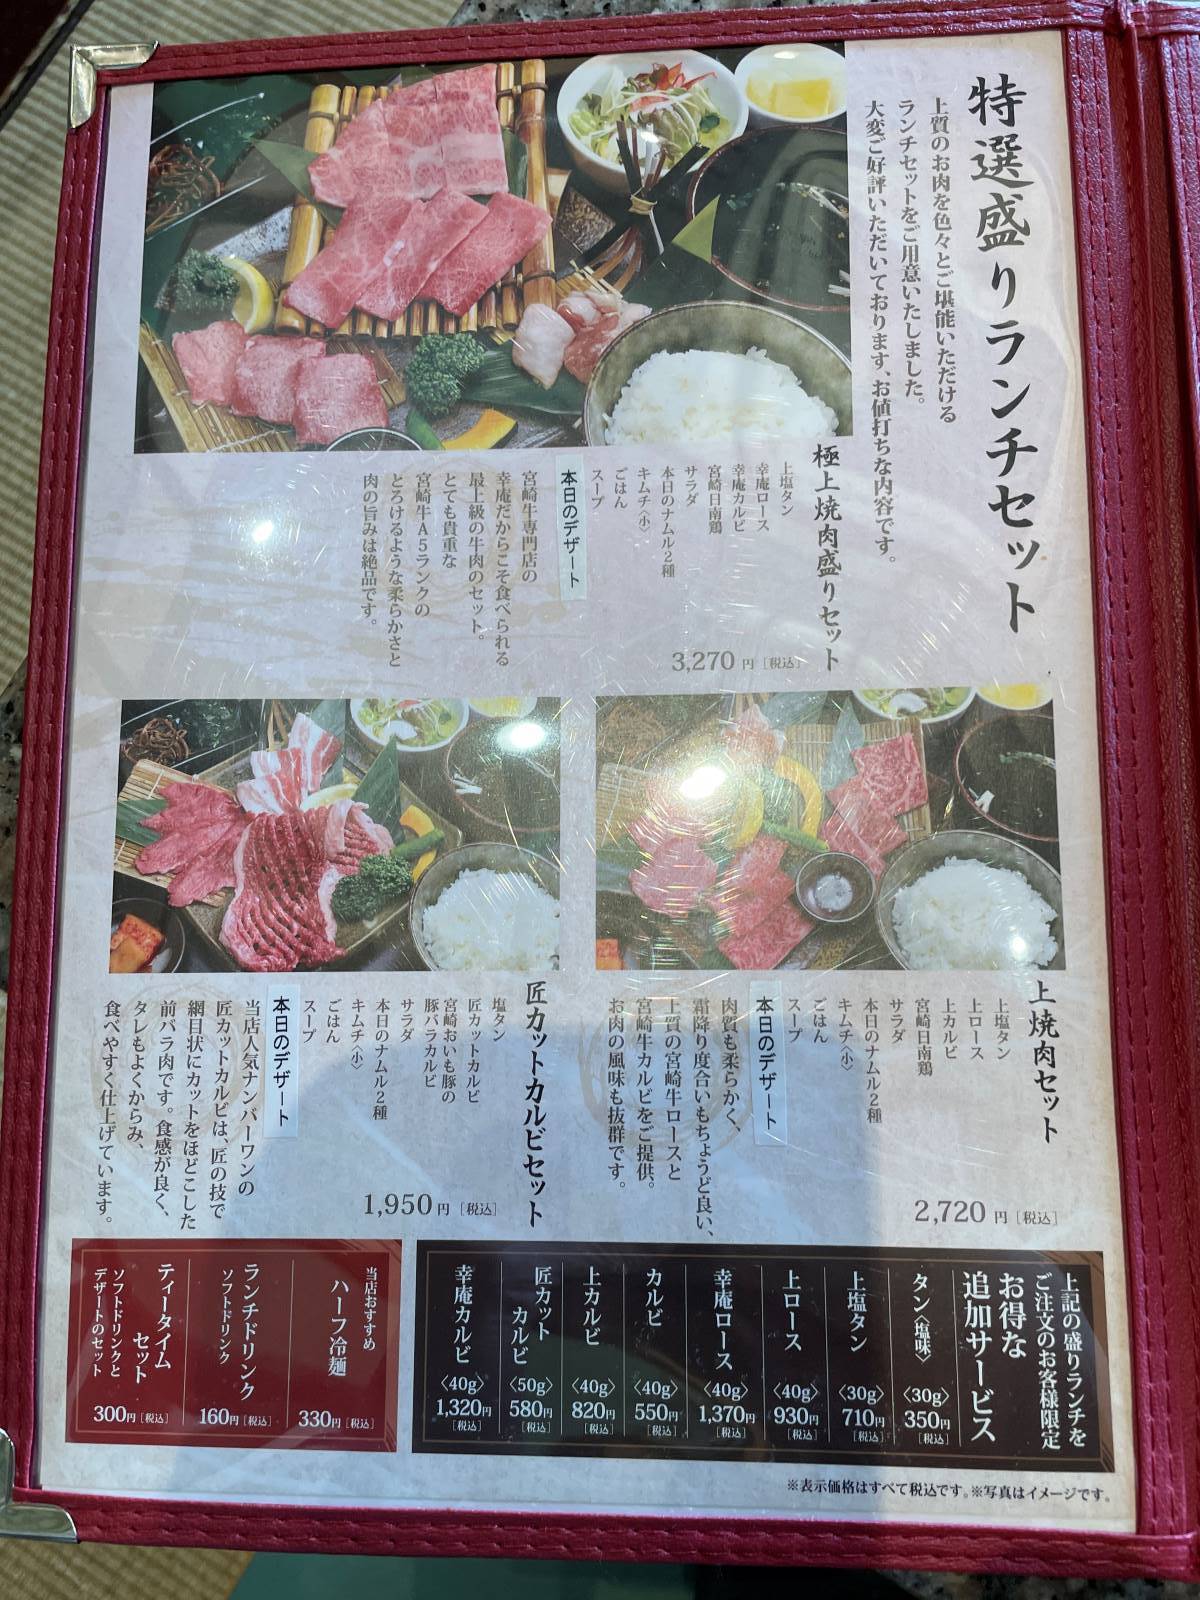 特選盛りランチセット
上質のお肉を色々とご堪能いただける
ランチセットをご用意いたしました。
大変ご好評いただいております、お値打ちな内容です。
極上焼肉盛りセット
上塩タン
幸庵ロース
幸庵カルビ
宮崎日南鶏
サラダ
本日のナムル2種
キムチ〈小〉
ごはん
スープ
本日のデザート
3,270円［税込］
宮崎牛専門店の
幸庵だからこそ食べられる
最上級の牛肉のセット。
とても貴重な
宮崎牛A5ランクの
とろけるような柔らかさと
肉の旨みは絶品です。
上焼肉セット
上塩タン
上ロース
上カルビ
宮崎日南鶏
サラダ
本日のナムル2種
キムチ〈小〉
ごはん
スープ
本日のデザート
2,720円［税込］
肉質も柔らかく、
霜降り度合いもちょうど良い、
上質の宮崎牛ロースと
宮崎牛カルビをご提供。
お肉の風味も抜群です。
匠カットカルビセット
塩タン
匠カットカルビ
宮崎おいも豚の
豚バラカルビ
サラダ
本日のナムル2種
キムチ〈小〉
ごはん
スープ
本日のデザート
1,950円［税込］
当店人気ナンバーワンの
匠カットカルビは、匠の技で
網目状にカットをほどこした
前バラ肉です。食感が良く、
タレもよくからみ、
食べやすく仕上げています。
上記の盛りランチを
ご注文のお客様限定
お得な
追加サービス
タン〈塩味〉
〈30g〉
350円
［税込］
上塩タン
〈30g〉
710円
［税込］
上ロース
〈40g〉
930円
［税込］
幸庵ロース
〈40g〉
1,370円
［税込］
カルビ
〈40g〉
550円
［税込］
上カルビ
〈40g〉
820円
［税込］
匠カット
カルビ
〈50g〉
580円
［税込］
幸庵カルビ
〈40g〉
1,320円
［税込］
当店おすすめ
ハーフ冷麺
330円［税込］
ランチドリンク
ソフトドリンク
160円［税込］
ティータイム
セット
ソフトドリンクと
デザートのセット
300円［税込］
※表示価格はすべて税込です。※写真はイメージです。